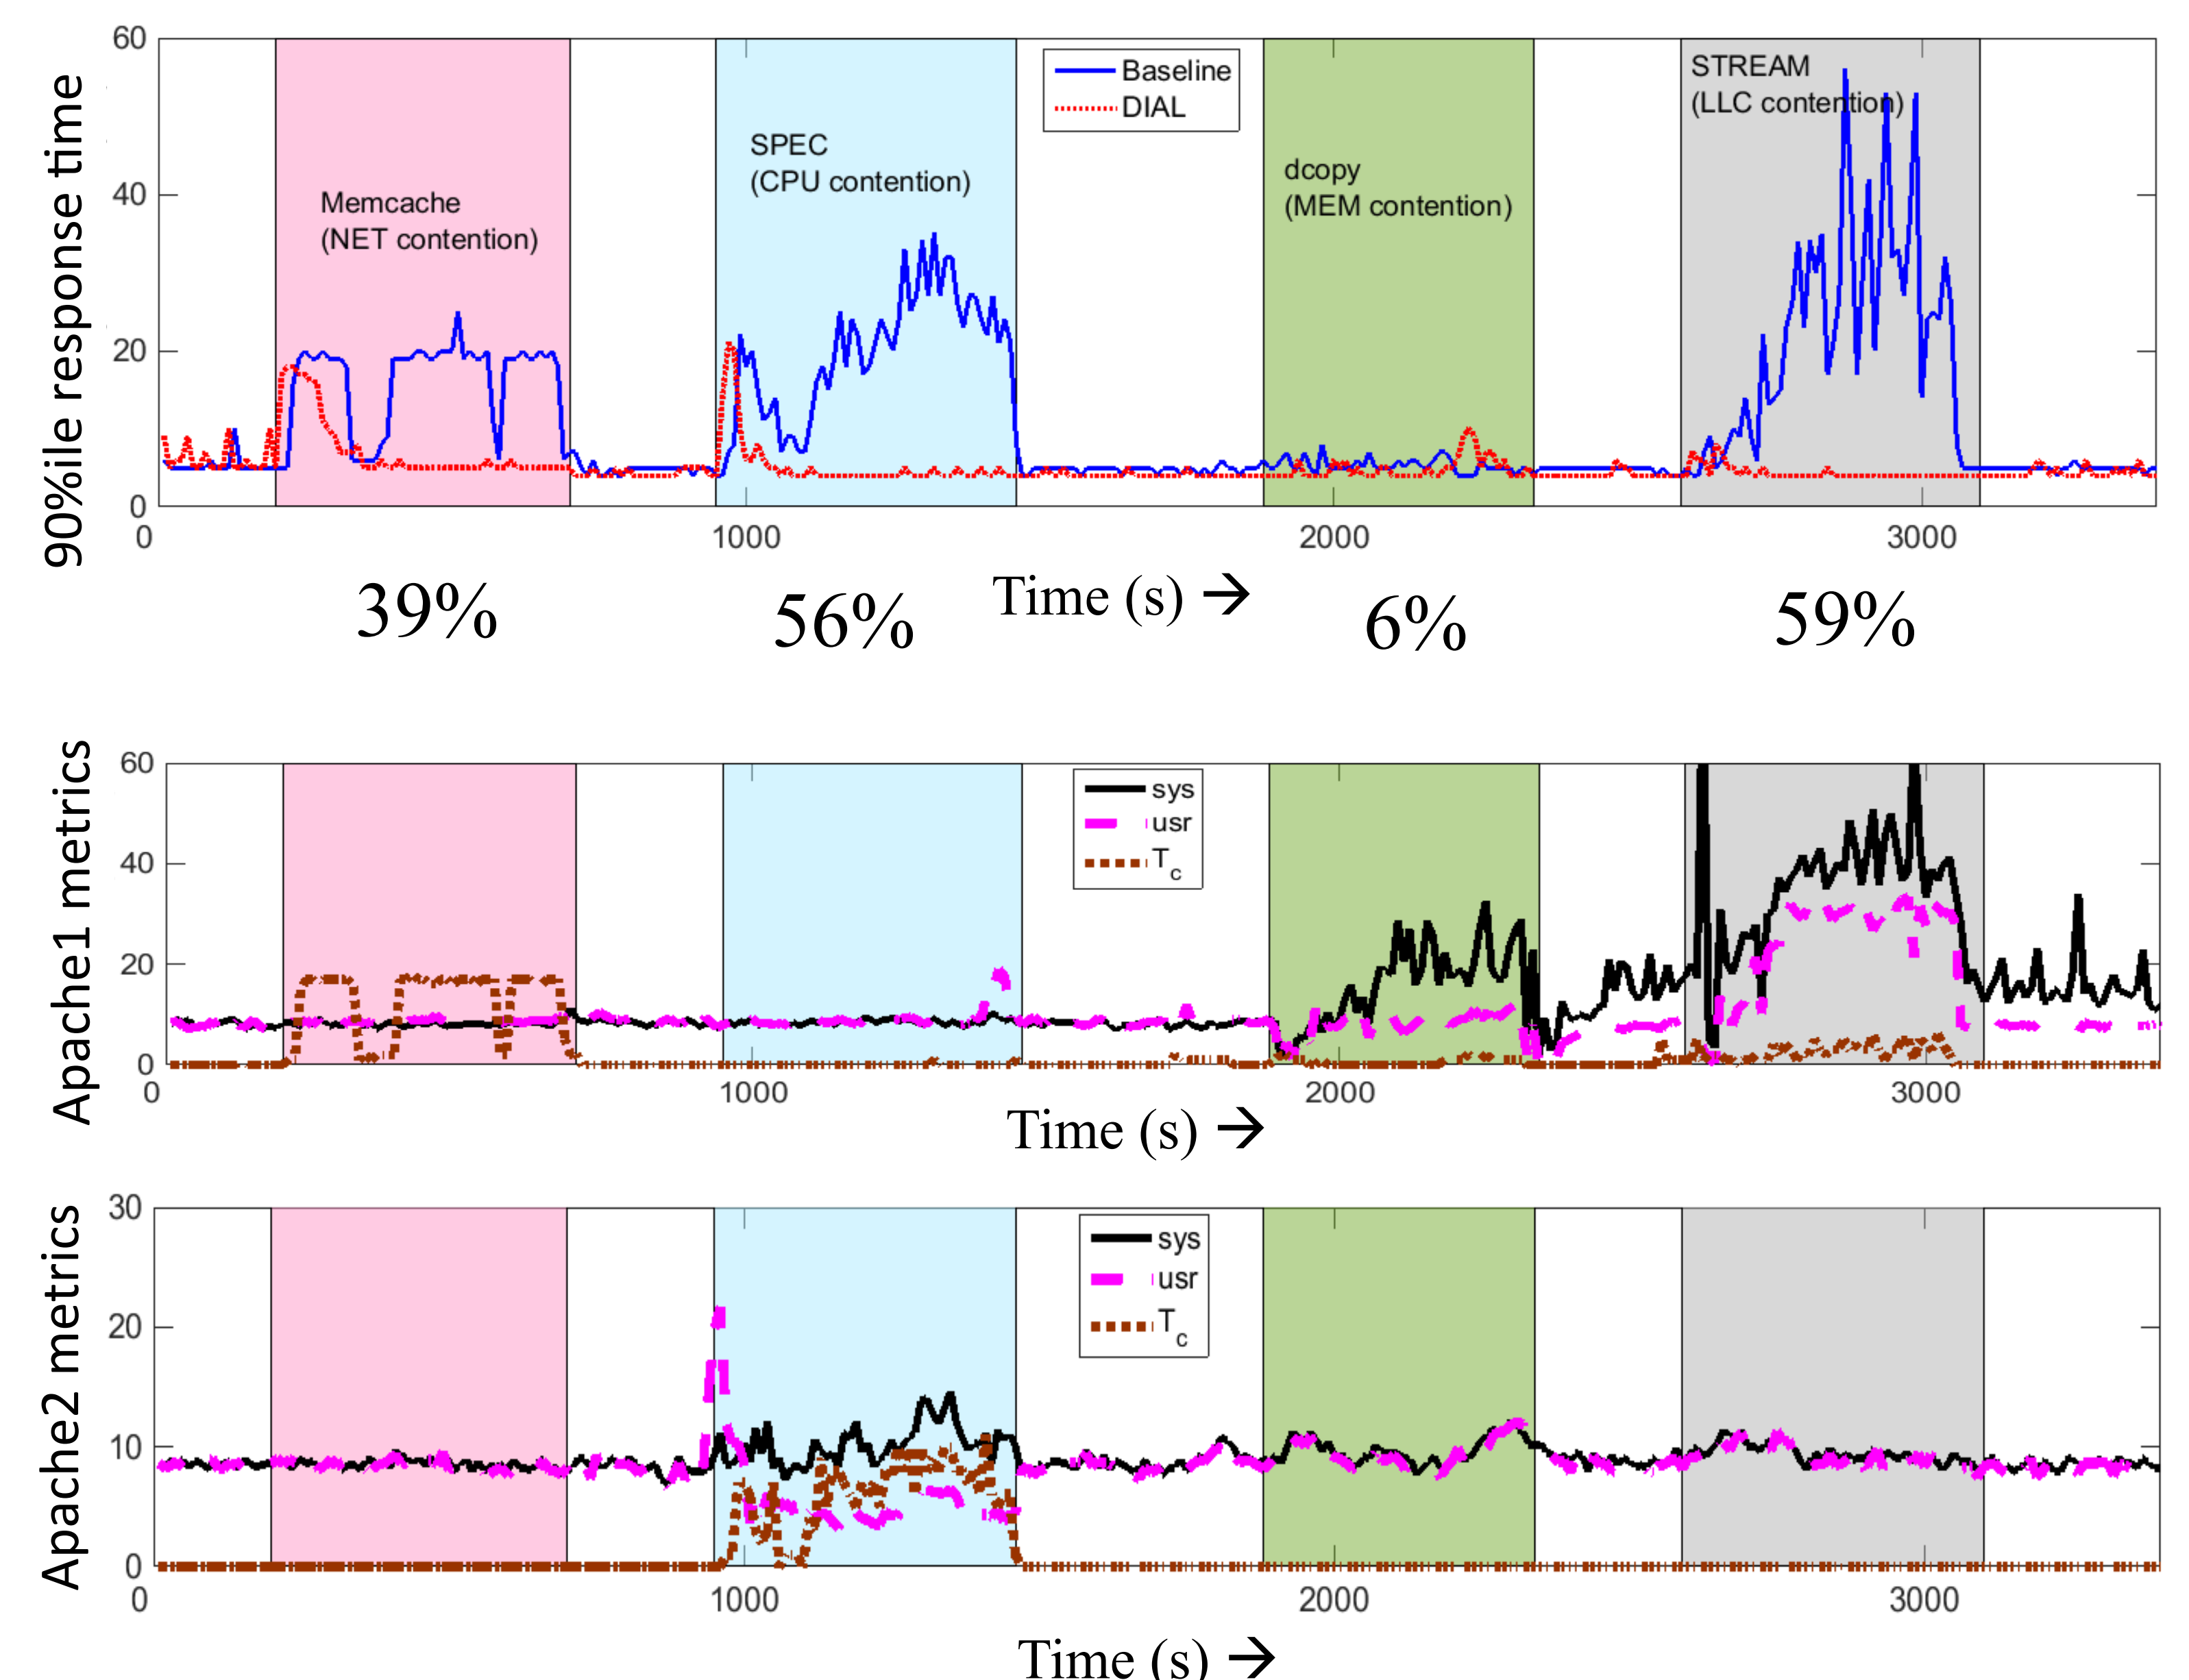 90%ile response time
60
40
20
0
Baseline
DIAL
Memcache
(NET contention)
SPEC
(CPU contention)
dcopy
(MEM contention)
STREAM
(LLC contention)
0 1000 2000 3000
Time (s) →
39% 56% 6% 59%
Apache1 metrics
60
40
20
0
sys
usr
Tc
0 1000 2000 3000
Time (s) →
Apache2 metrics
30
20
10
0
sys
usr
Tc
0 1000 2000 3000
Time (s) →